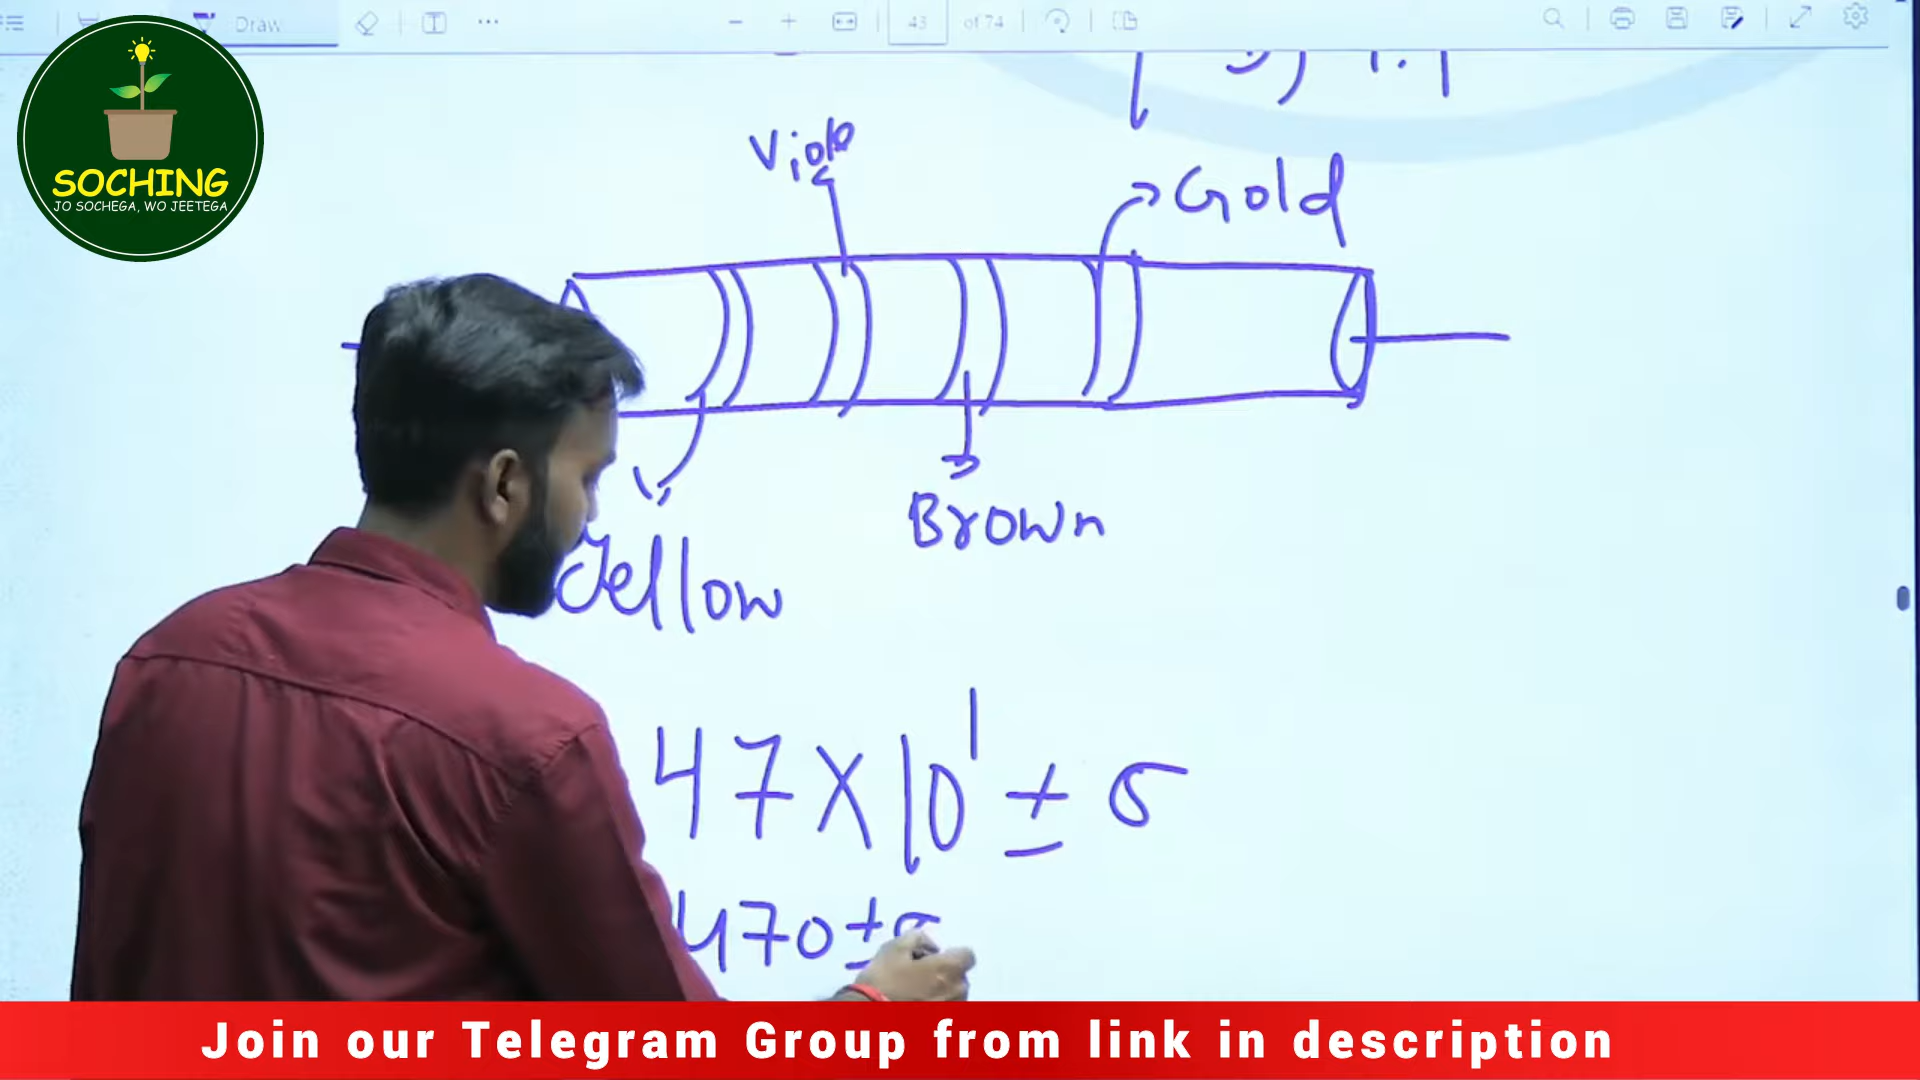 Draw
43 of 74
SOCHING
JO SOCHEGA, WO JEETEGA
Gold
Brown
Yellow
47 × 10¹ ± 5
470 ± 5
Join our Telegram Group from link in description